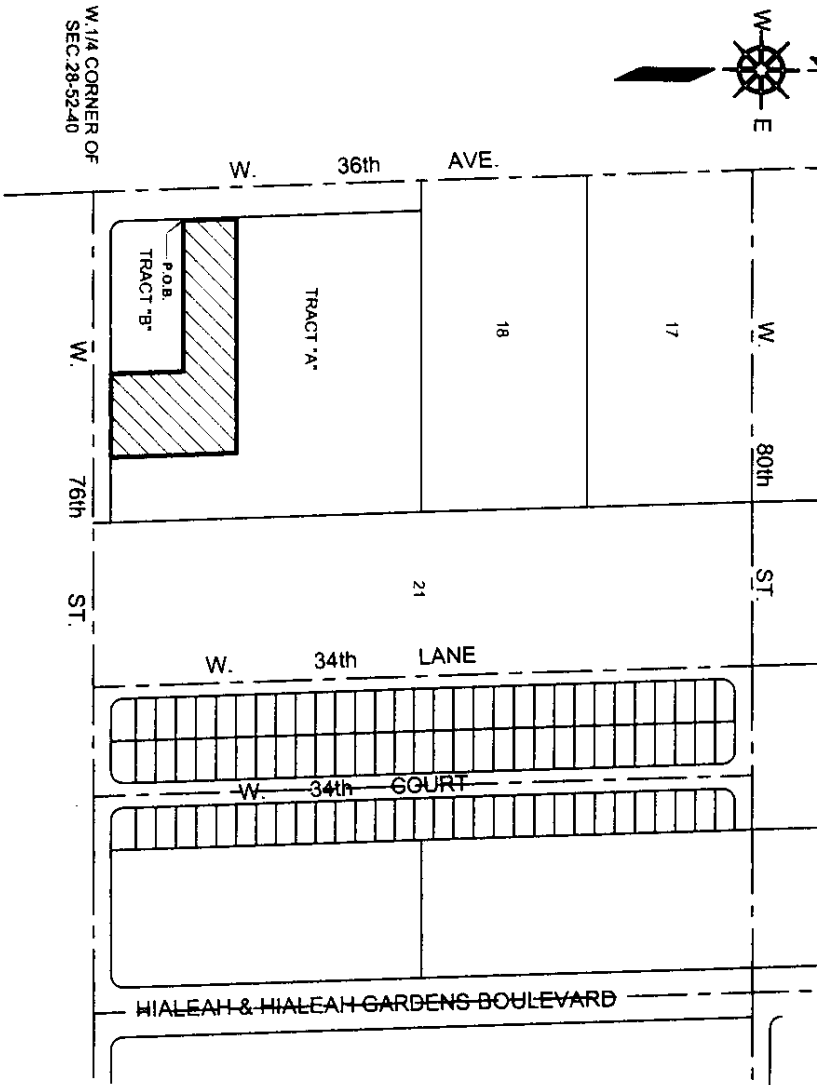 W
E
W. 1/4 CORNER OF
SEC.28-52-40
W. 36th AVE.
P.O.B.
TRACT "B"
TRACT "A"
18
17
W. 76th ST.
W. 80th ST.
21
W. 34th LANE
W. 34th COURT
HIALEAH & HIALEAH GARDENS BOULEVARD